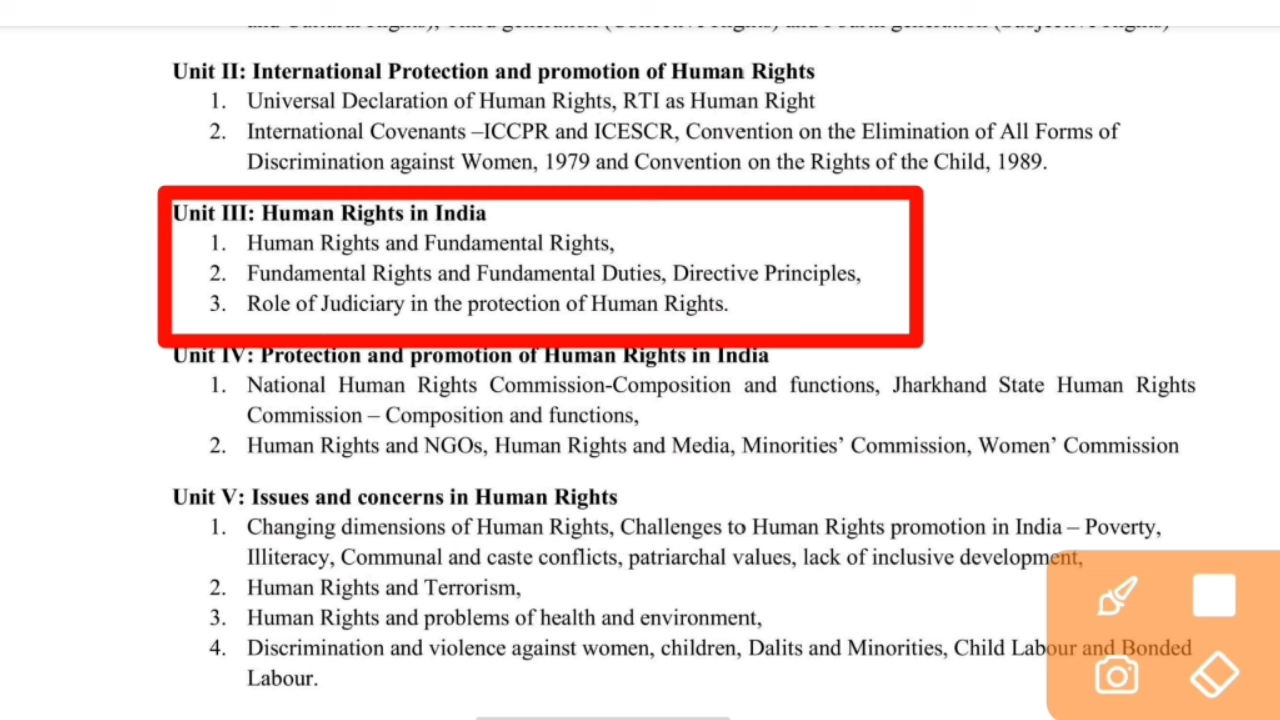 Unit II: International Protection and promotion of Human Rights
1. Universal Declaration of Human Rights, RTI as Human Right
2. International Covenants –ICCPR and ICESCR, Convention on the Elimination of All Forms of
Discrimination against Women, 1979 and Convention on the Rights of the Child, 1989.
Unit III: Human Rights in India
1. Human Rights and Fundamental Rights,
2. Fundamental Rights and Fundamental Duties, Directive Principles,
3. Role of Judiciary in the protection of Human Rights.
Unit IV: Protection and promotion of Human Rights in India
1. National Human Rights Commission-Composition and functions, Jharkhand State Human Rights
Commission – Composition and functions,
2. Human Rights and NGOs, Human Rights and Media, Minorities’ Commission, Women’ Commission
Unit V: Issues and concerns in Human Rights
1. Changing dimensions of Human Rights, Challenges to Human Rights promotion in India – Poverty,
Illiteracy, Communal and caste conflicts, patriarchal values, lack of inclusive development,
2. Human Rights and Terrorism,
3. Human Rights and problems of health and environment,
4. Discrimination and violence against women, children, Dalits and Minorities, Child Labour and Bonded
Labour.